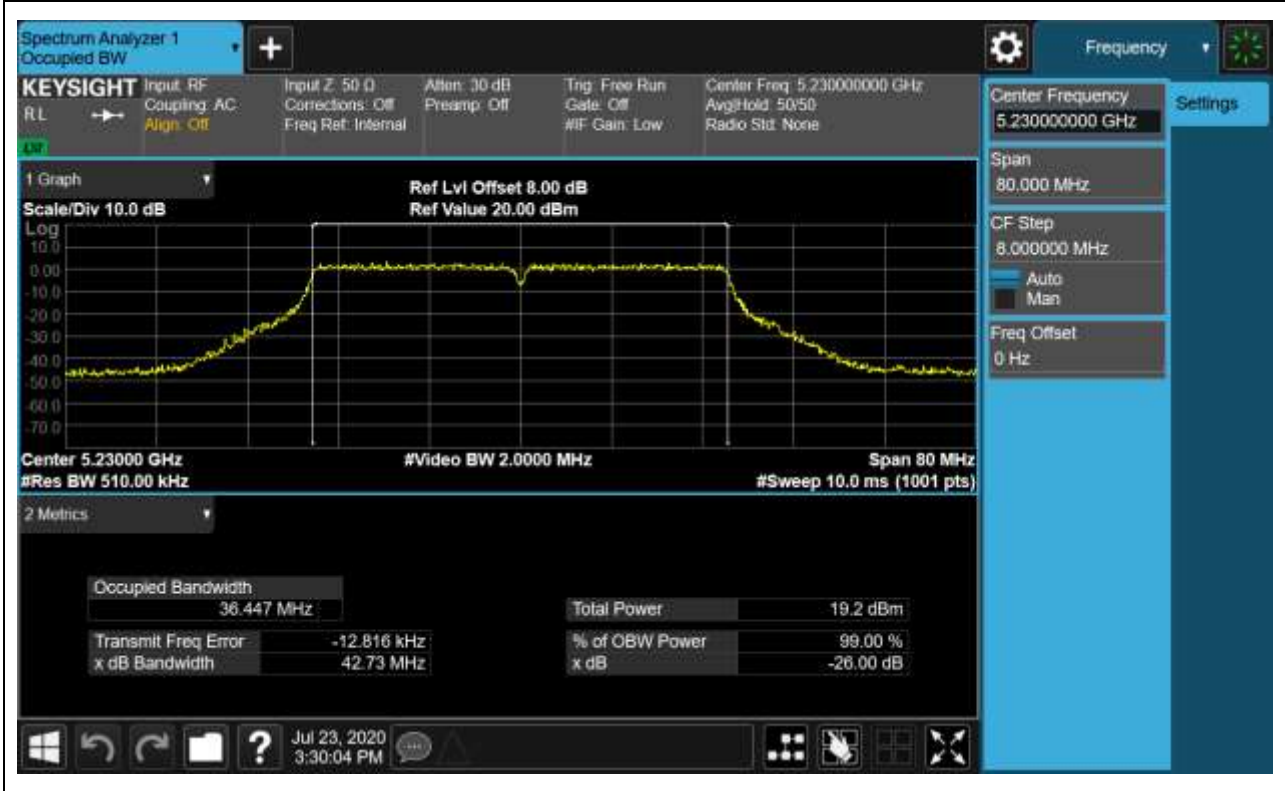 Spectrum Analyzer 1
Occupied BW
+
Frequency
KEYSIGHT
RL
Input: RF
Coupling: AC
Align: Off
Input Z: 50 Ω
Corrections: Off
Freq Ref: Internal
Atten: 30 dB
Preamp: Off
Trig: Free Run
Gate: Off
#IF Gain: Low
Center Freq: 5.230000000 GHz
Avg|Hold: 50/50
Radio Std: None
1 Graph
Scale/Div 10.0 dB
Ref Lvl Offset 8.00 dB
Ref Value 20.00 dBm
Log
10.0
0.00
-10.0
-20.0
-30.0
-40.0
-50.0
-60.0
-70.0
Center 5.23000 GHz
#Video BW 2.0000 MHz
Span 80 MHz
#Res BW 510.00 kHz
#Sweep 10.0 ms (1001 pts)
2 Metrics
Occupied Bandwidth
36.447 MHz
Total Power 19.2 dBm
Transmit Freq Error -12.816 kHz
% of OBW Power 99.00 %
x dB Bandwidth 42.73 MHz
x dB -26.00 dB
?
Jul 23, 2020
3:30:04 PM
Center Frequency
5.230000000 GHz
Settings
Span
80.000 MHz
CF Step
8.000000 MHz
Auto
Man
Freq Offset
0 Hz